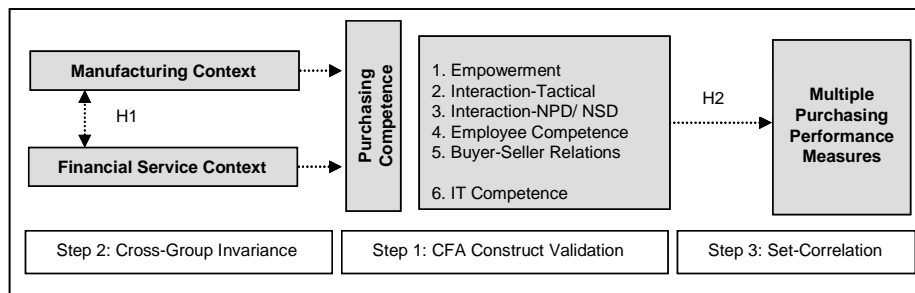 Manufacturing Context
H1
Financial Service Context
Purchasing
Competence
1. Empowerment
2. Interaction-Tactical
3. Interaction-NPD/ NSD
4. Employee Competence
5. Buyer-Seller Relations
6. IT Competence
H2
Multiple
Purchasing
Performance
Measures
Step 2: Cross-Group Invariance
Step 1: CFA Construct Validation
Step 3: Set-Correlation